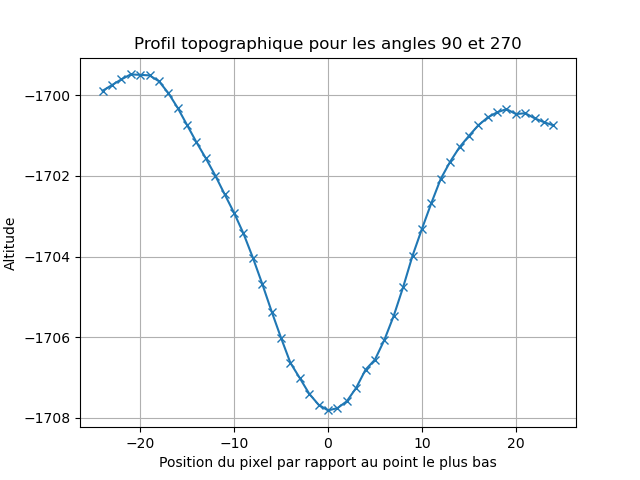 Profil topographique pour les angles 90 et 270
−1700
−1702
−1704
−1706
−1708
Altitude
−20 −10 0 10 20
Position du pixel par rapport au point le plus bas